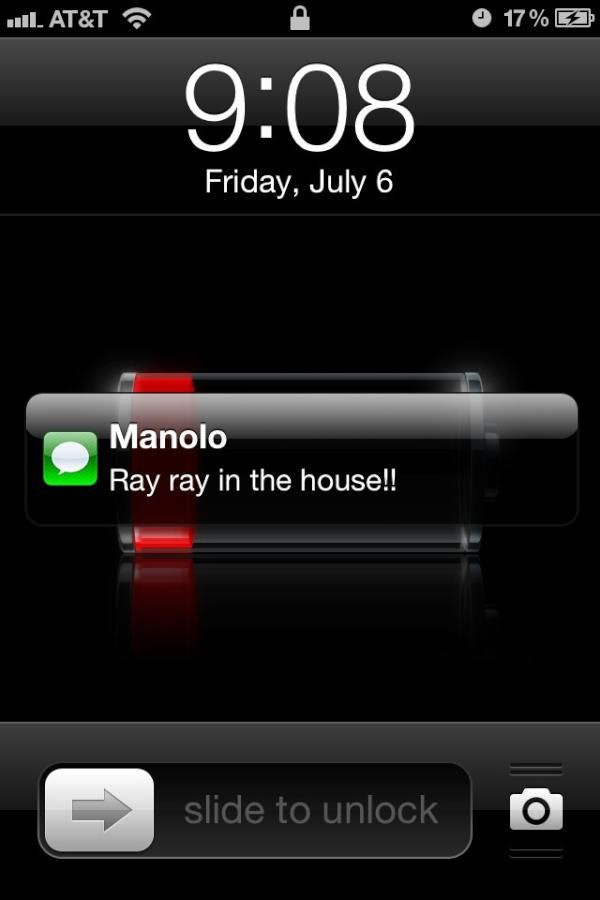 AT&T 17%
9:08
Friday, July 6
Manolo
Ray ray in the house!!
slide to unlock